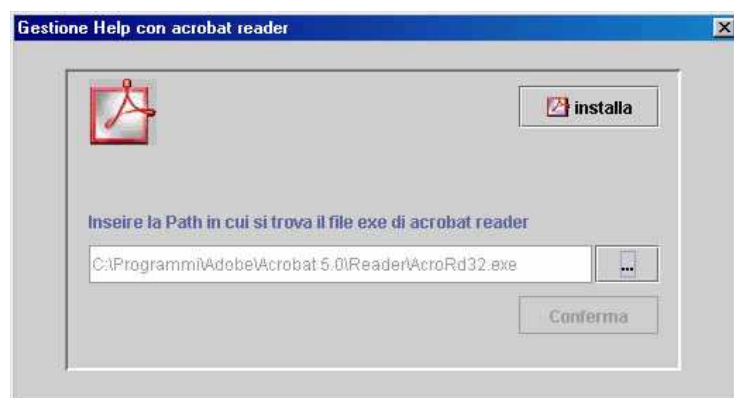 Gestione Help con acrobat reader
installa
Inseire la Path in cui si trova il file exe di acrobat reader
C:\Programmi\Adobe\Acrobat 5.0\Reader\AcroRd32.exe
...
Conferma